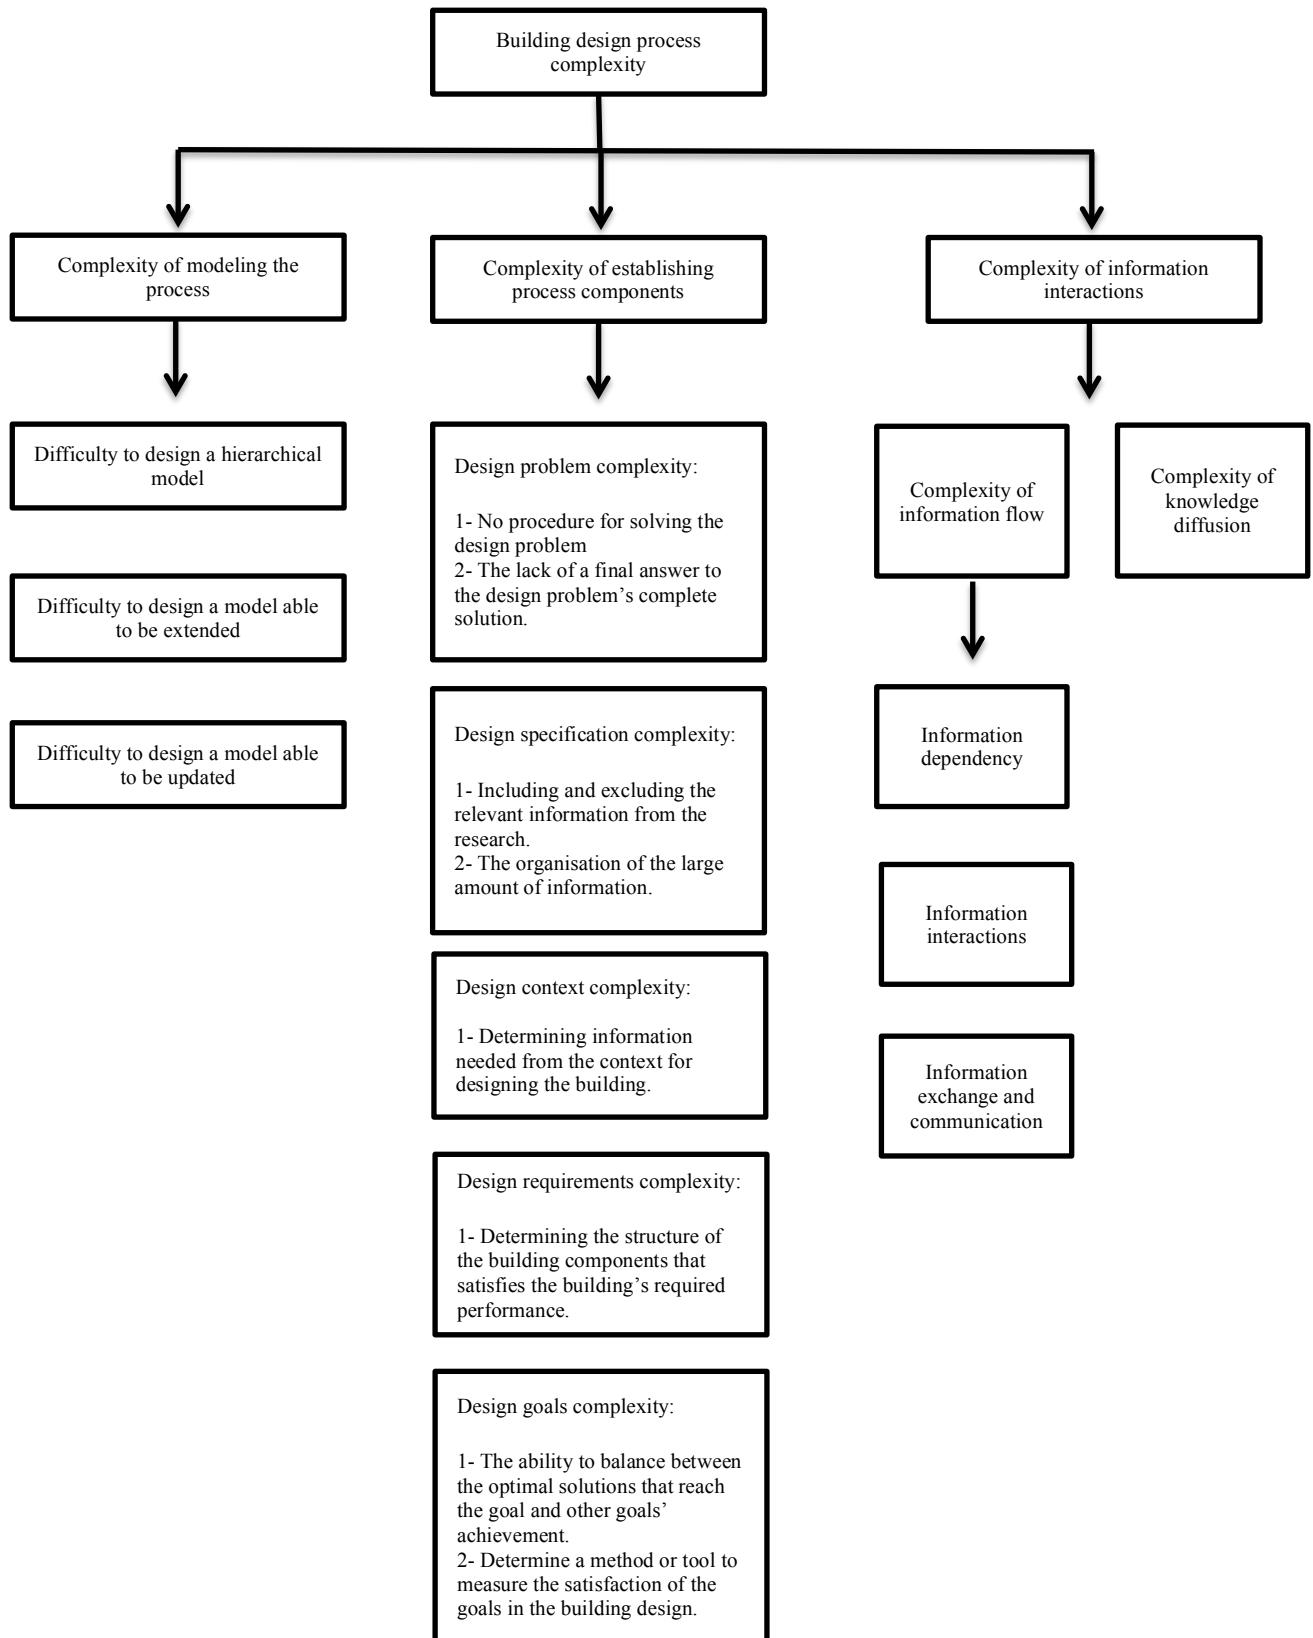 Building design process
complexity
Complexity of modeling the
process
Complexity of establishing
process components
Complexity of information
interactions
Difficulty to design a hierarchical
model
Difficulty to design a model able
to be extended
Difficulty to design a model able
to be updated
Design problem complexity:
1- No procedure for solving the
design problem
2- The lack of a final answer to
the design problem’s complete
solution.
Design specification complexity:
1- Including and excluding the
relevant information from the
research.
2- The organisation of the large
amount of information.
Design context complexity:
1- Determining information
needed from the context for
designing the building.
Design requirements complexity:
1- Determining the structure of
the building components that
satisfies the building’s required
performance.
Design goals complexity:
1- The ability to balance between
the optimal solutions that reach
the goal and other goals’
achievement.
2- Determine a method or tool to
measure the satisfaction of the
goals in the building design.
Complexity of
information flow
Complexity of
knowledge
diffusion
Information
dependency
Information
interactions
Information
exchange and
communication